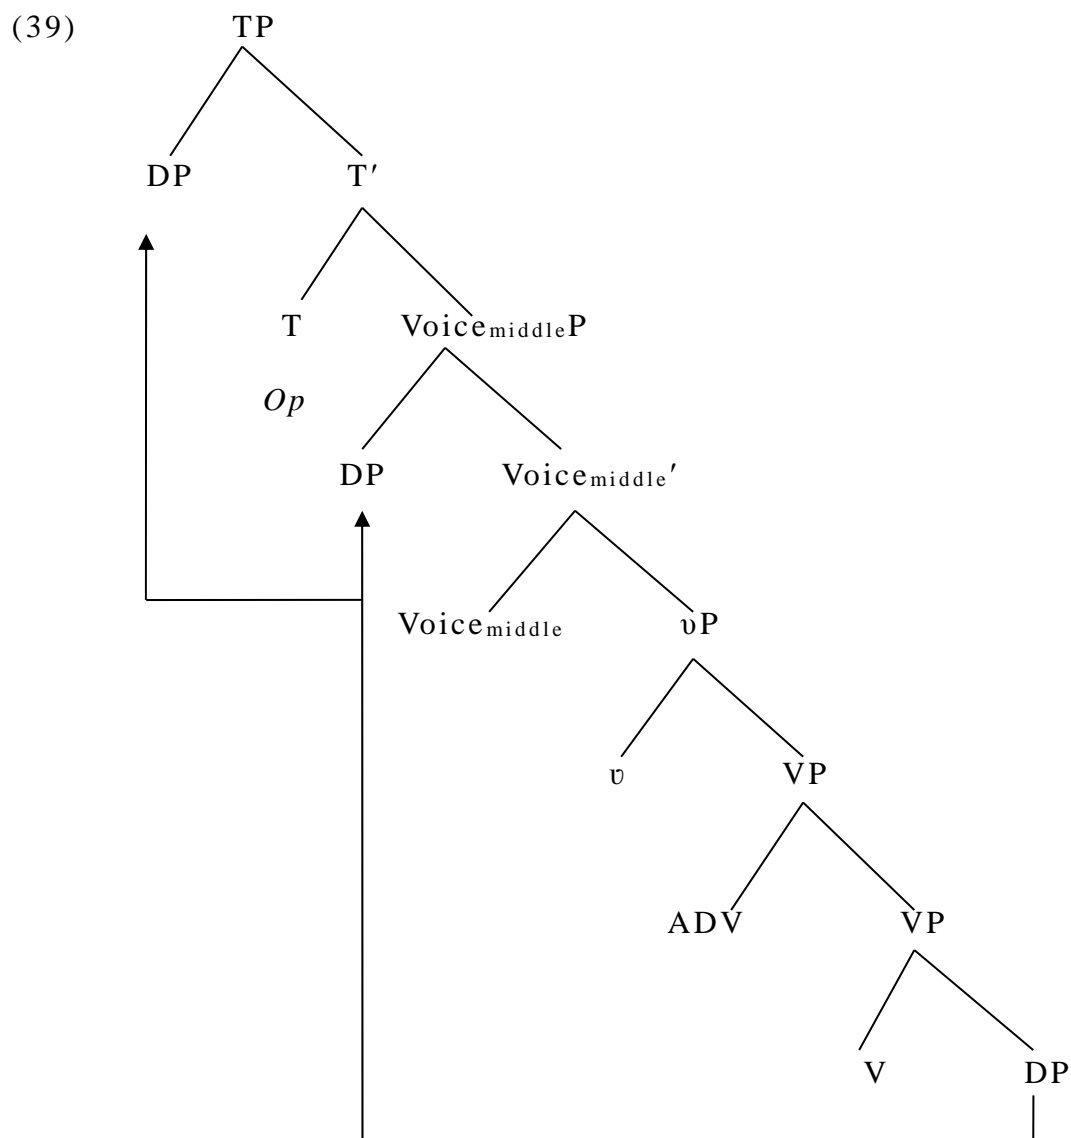 (39) TP
DP T′
T VoicemiddleP
Op
DP Voicemiddle′
Voicemiddle υP
υ VP
ADV VP
V DP